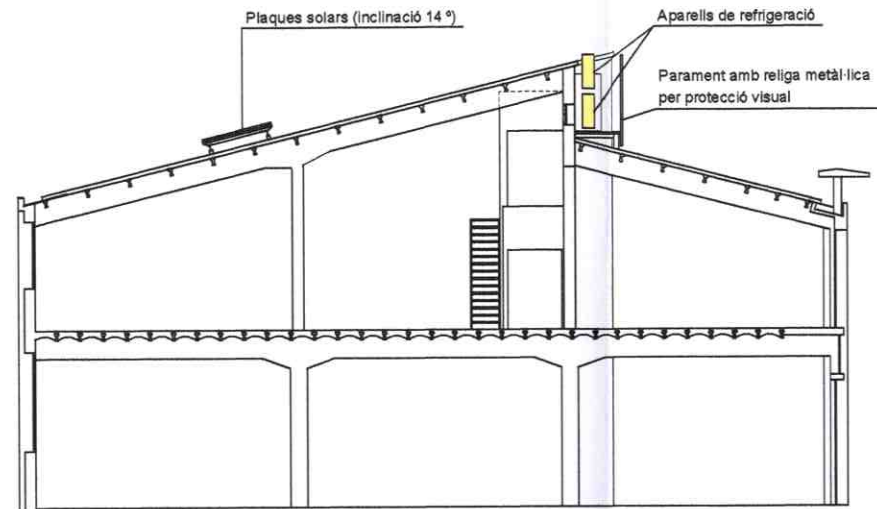 Plaques solars (inclinació 14 º)
Aparells de refrigeració
Parament amb religa metàl·lica
per protecció visual